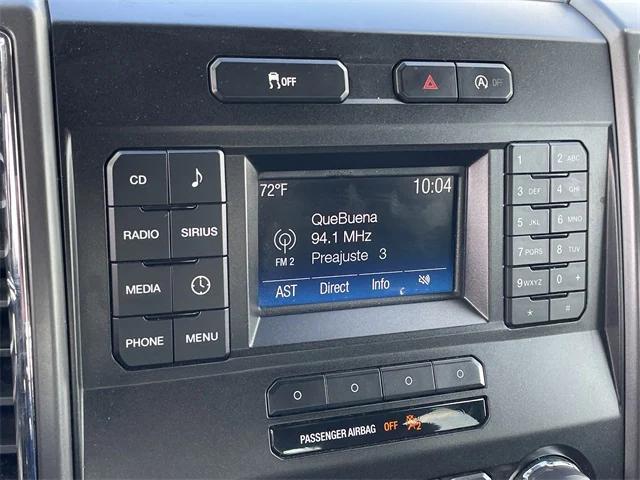 OFF
OFF
CD
RADIO SIRIUS
MEDIA
PHONE MENU
72°F 10:04
QueBuena
94.1 MHz
FM 2
Preajuste 3
AST Direct Info
1 2 ABC
3 DEF 4 GHI
5 JKL 6 MNO
7 PQRS 8 TUV
9 WXYZ 0 +
* #
PASSENGER AIRBAG OFF 2